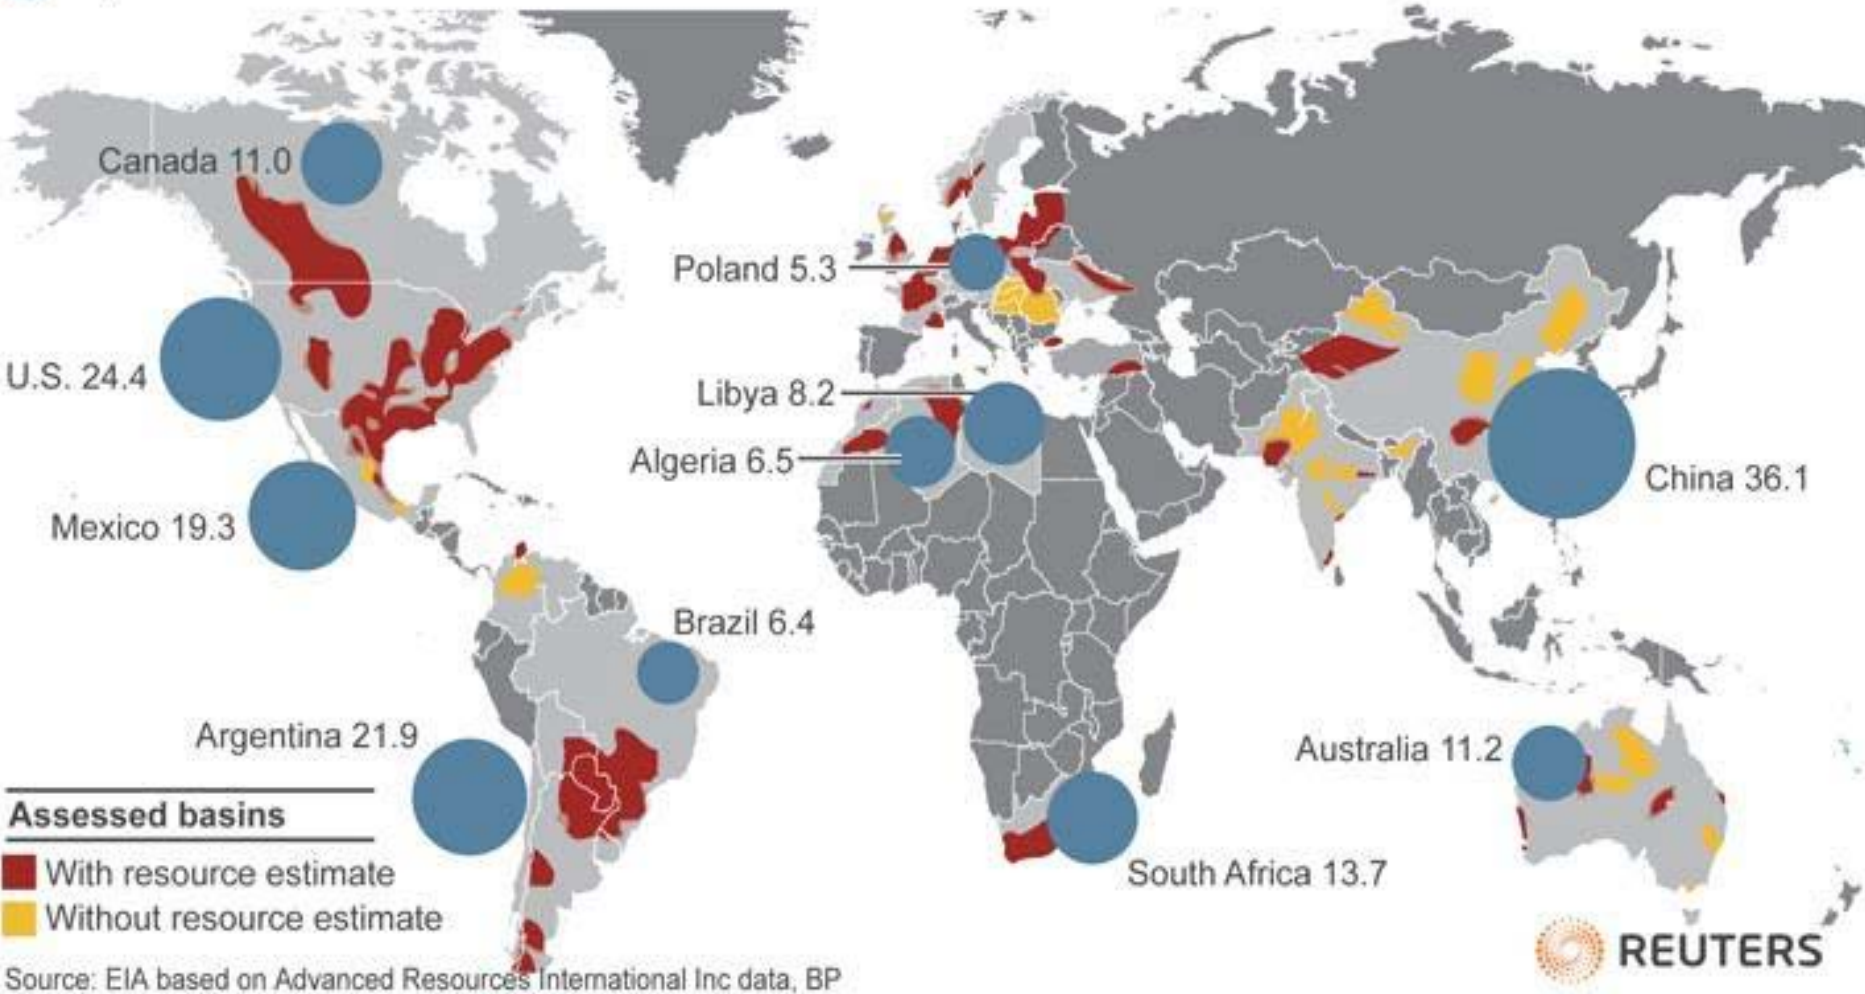 Canada 11.0
Poland 5.3
U.S. 24.4
Libya 8.2
Algeria 6.5
China 36.1
Mexico 19.3
Brazil 6.4
Argentina 21.9
Australia 11.2
South Africa 13.7
Assessed basins
With resource estimate
Without resource estimate
REUTERS
Source: EIA based on Advanced Resources International Inc data, BP